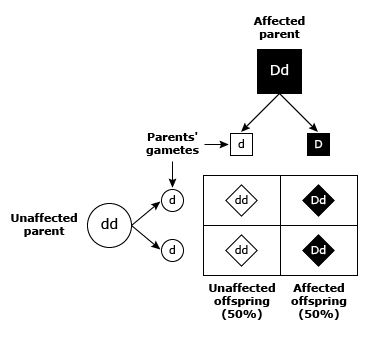 Affected
parent
Dd
Parents'
gametes
d
D
Unaffected
parent
dd
d
dd
Dd
d
dd
Dd
Unaffected
offspring
(50%)
Affected
offspring
(50%)